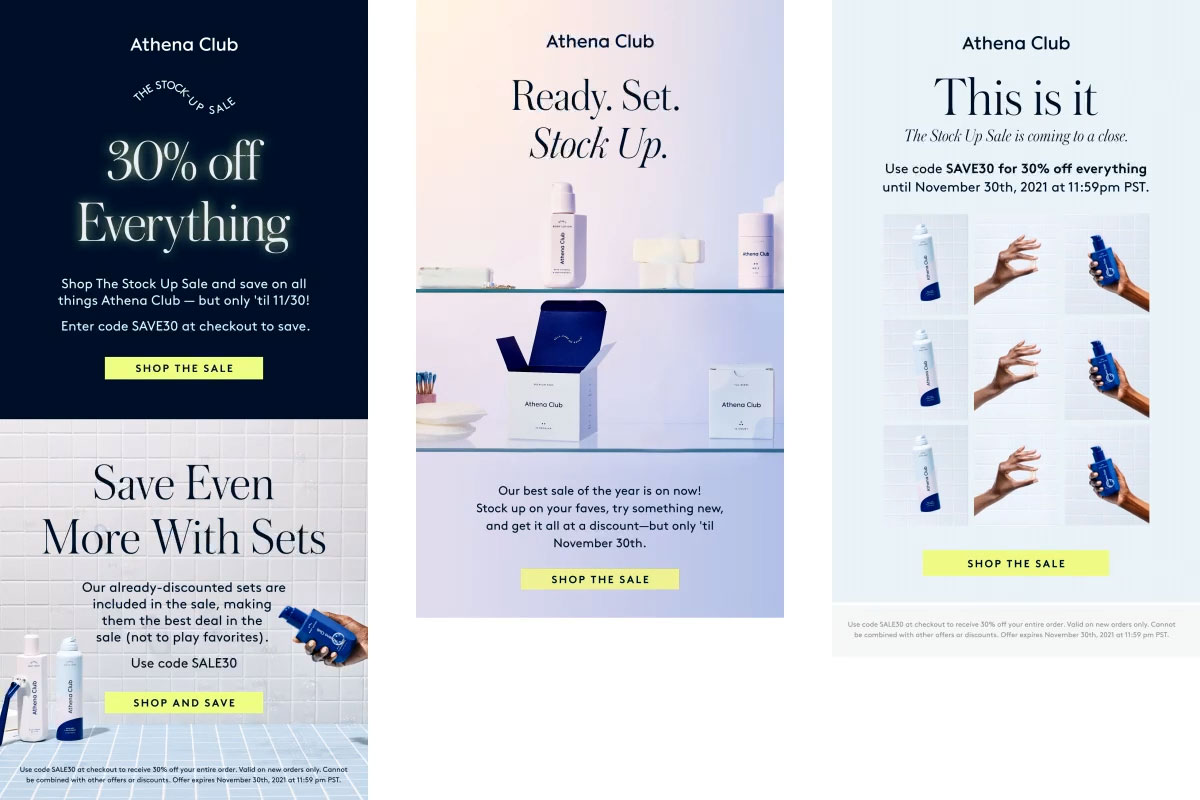 Athena Club
THE STOCK-UP SALE
30% off
Everything
Shop The Stock Up Sale and save on all
things Athena Club — but only 'til 11/30!
Enter code SAVE30 at checkout to save.
SHOP THE SALE
Save Even
More With Sets
Our already-discounted sets are
included in the sale, making
them the best deal in the
sale (not to play favorites).
Use code SALE30
Athena Club
Athena Club
SHOP AND SAVE
Use code SALE30 at checkout to receive 30% off your entire order. Valid on new orders only. Cannot
be combined with other offers or discounts. Offer expires November 30th, 2021 at 11:59 pm PST.
Athena Club
Ready. Set.
Stock Up.
Athena Club
Athena Club
Athena Club
Athena Club
Our best sale of the year is on now!
Stock up on your faves, try something new,
and get it all at a discount—but only 'til
November 30th.
SHOP THE SALE
Athena Club
This is it
The Stock Up Sale is coming to a close.
Use code SAVE30 for 30% off everything
until November 30th, 2021 at 11:59pm PST.
Athena Club
Athena Club
Athena Club
SHOP THE SALE
Use code SALE30 at checkout to receive 30% off your entire order. Valid on new orders only. Cannot
be combined with other offers or discounts. Offer expires November 30th, 2021 at 11:59 pm PST.